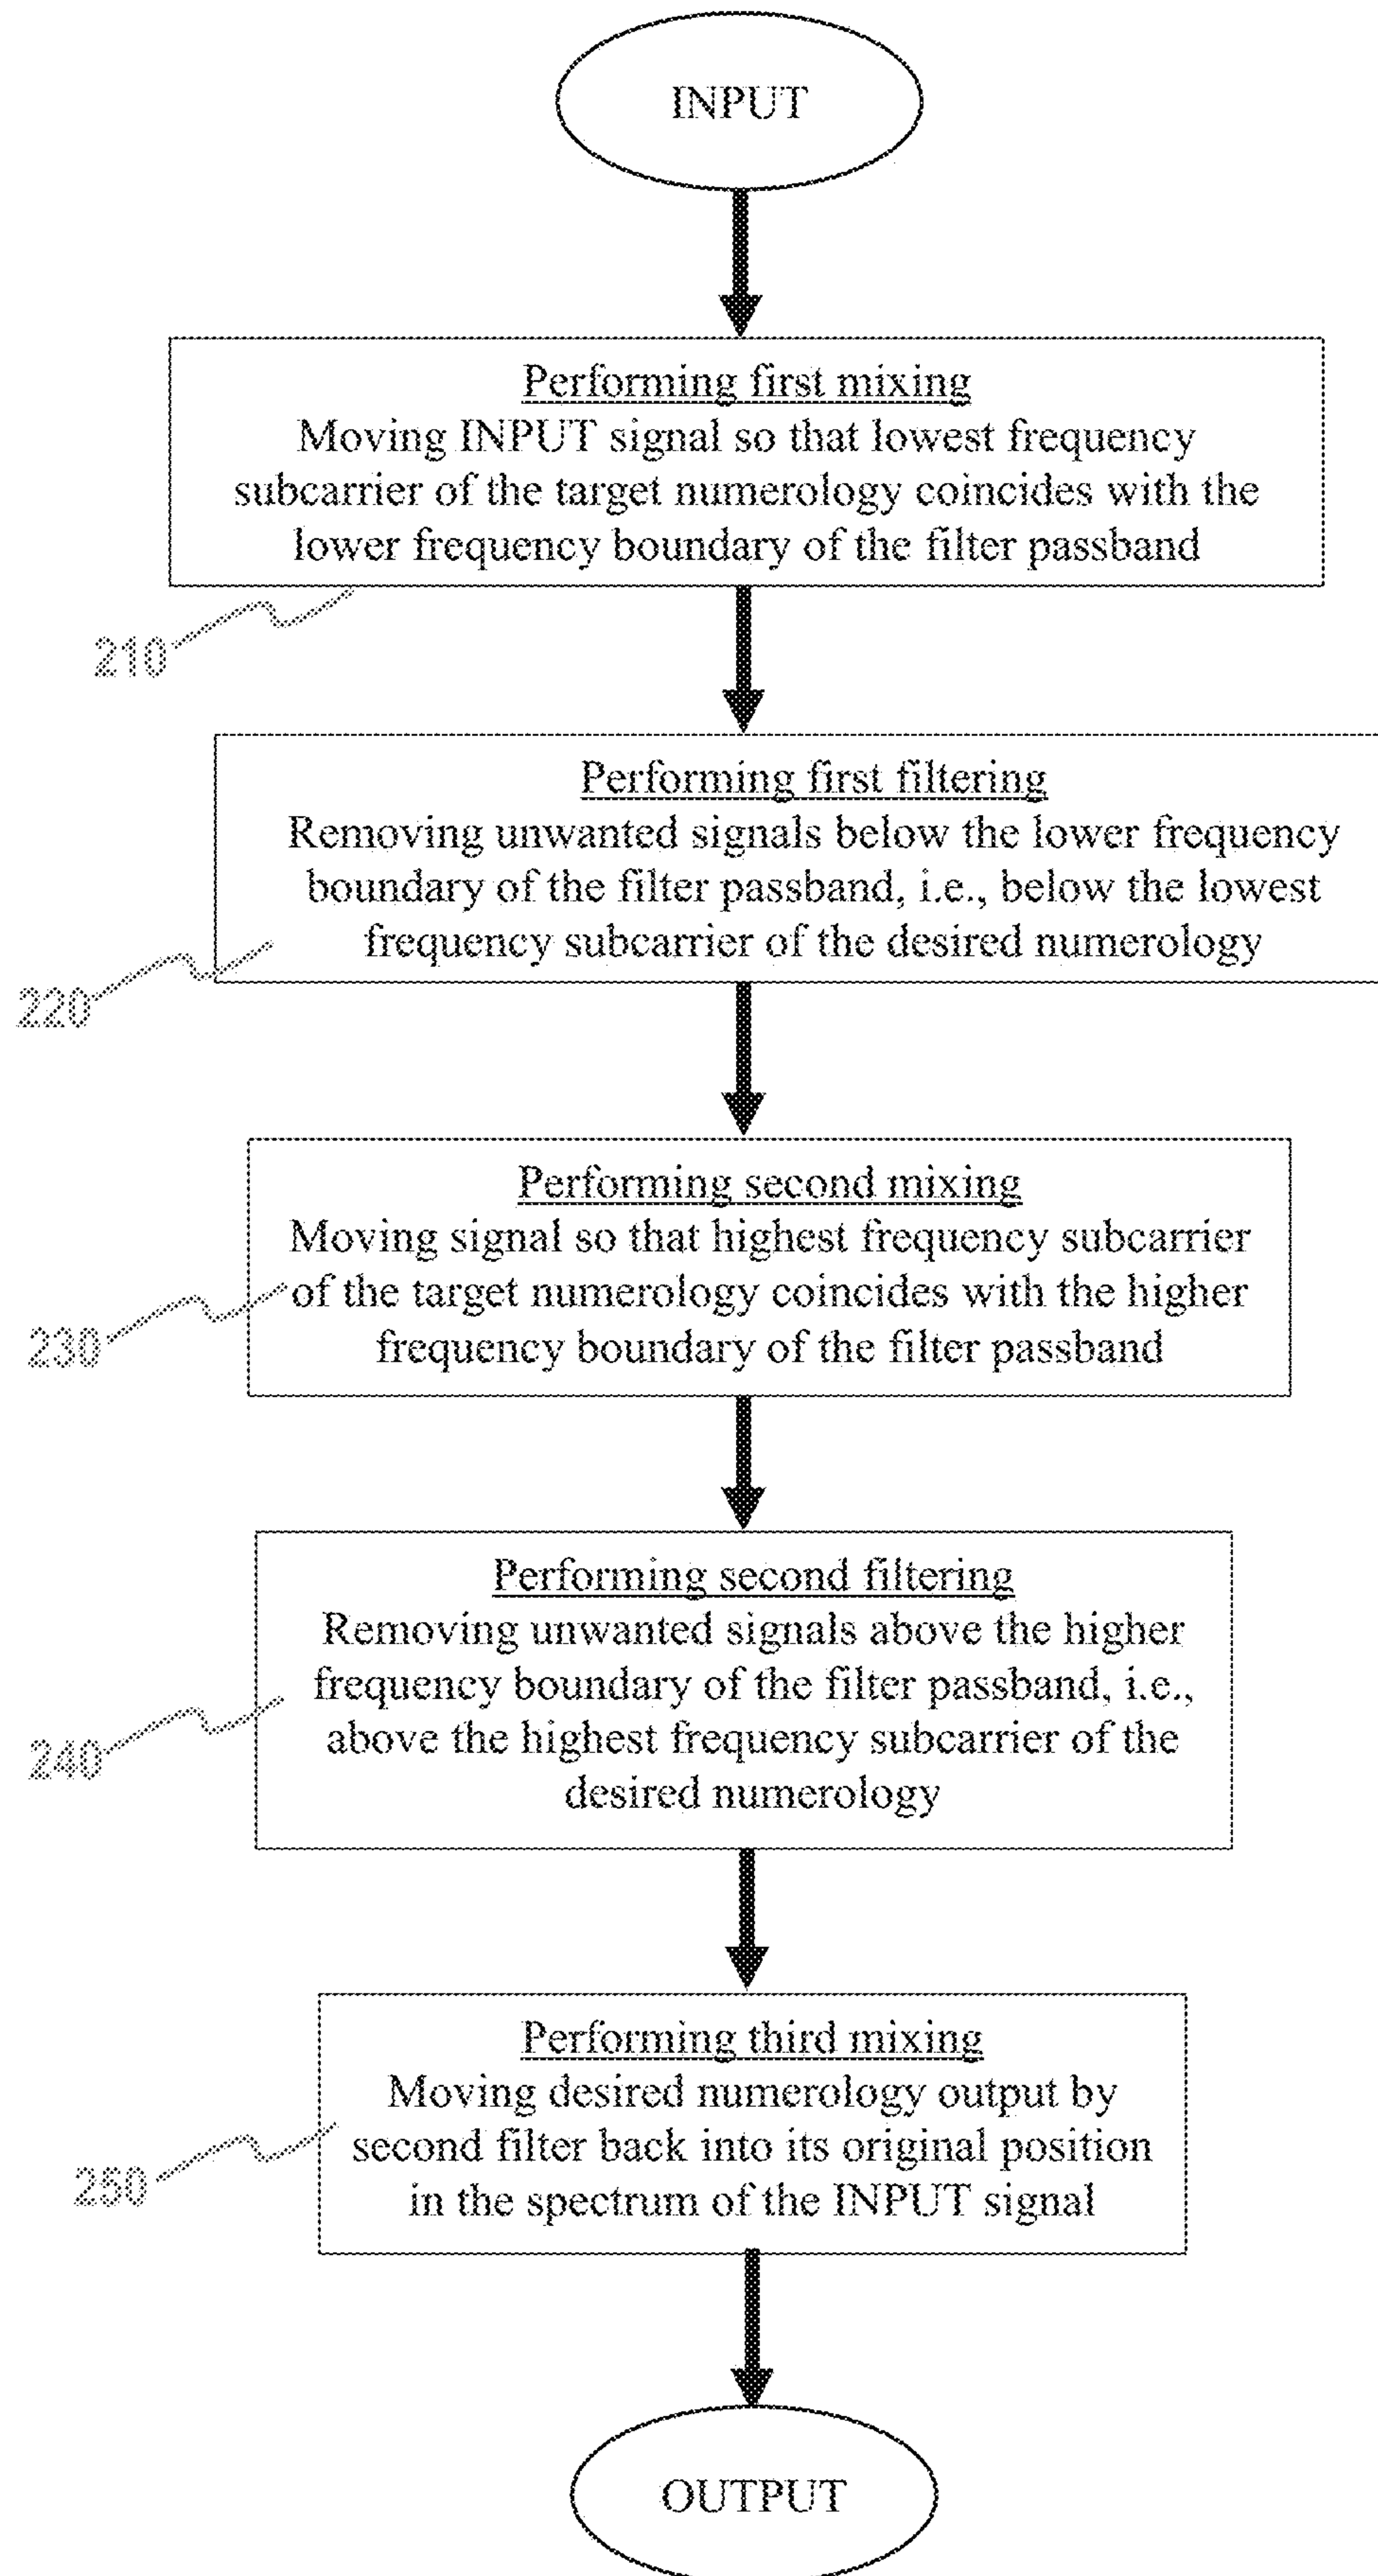 INPUT
Performing first mixing
Moving INPUT signal so that lowest frequency
subcarrier of the target numerology coincides with the
lower frequency boundary of the filter passband
210
Performing first filtering
Removing unwanted signals below the lower frequency
boundary of the filter passband, i.e., below the lowest
frequency subcarrier of the desired numerology
220
Performing second mixing
Moving signal so that highest frequency subcarrier
of the target numerology coincides with the higher
frequency boundary of the filter passband
230
Performing second filtering
Removing unwanted signals above the higher
frequency boundary of the filter passband, i.e.,
above the highest frequency subcarrier of the
desired numerology
240
Performing third mixing
Moving desired numerology output by
second filter back into its original position
in the spectrum of the INPUT signal
250
OUTPUT